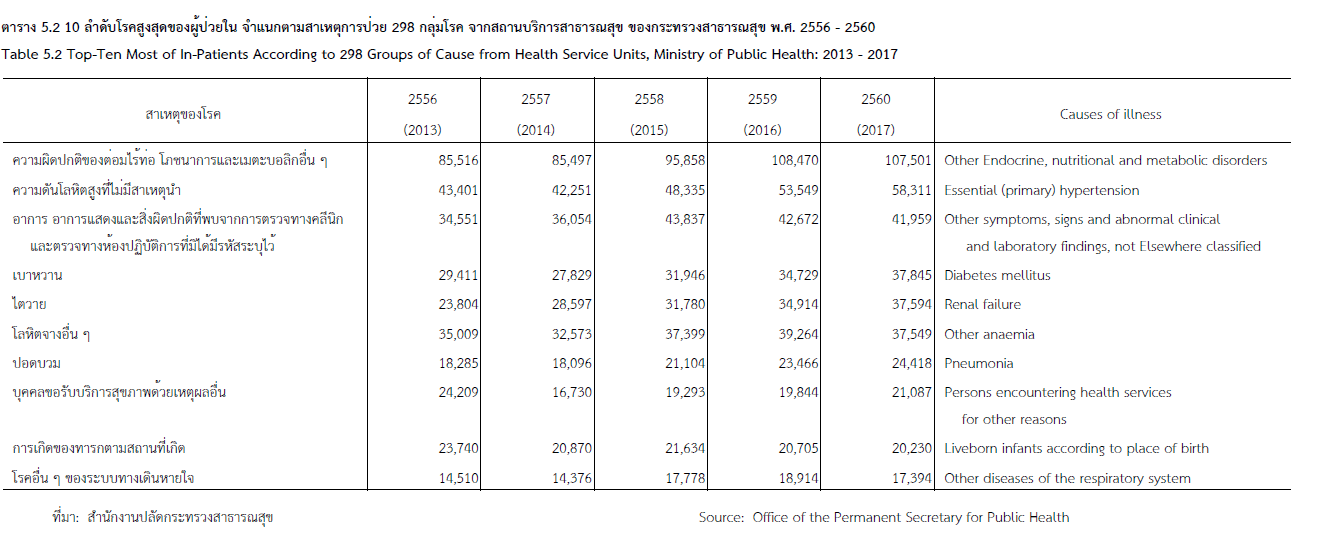 ตาราง 5.2 10 ลำดับโรคสูงสุดของผู้ป่วยใน จำแนกตามสาเหตุการป่วย 298 กลุ่มโรค จากสถานบริการสาธารณสุข ของกระทรวงสาธารณสุข พ.ศ. 2556 - 2560
Table 5.2 Top-Ten Most of In-Patients According to 298 Groups of Cause from Health Service Units, Ministry of Public Health: 2013 - 2017
สาเหตุของโรค 2556 2557 2558 2559 2560 Causes of illness
(2013) (2014) (2015) (2016) (2017)
ความผิดปกติของต่อมไร้ท่อ โภชนาการและเมตะบอลิกอื่น ๆ 85,516 85,497 95,858 108,470 107,501 Other Endocrine, nutritional and metabolic disorders
ความดันโลหิตสูงที่ไม่มีสาเหตุนำ 43,401 42,251 48,335 53,549 58,311 Essential (primary) hypertension
อาการ อาการแสดงและสิ่งผิดปกติที่พบจากการตรวจทางคลีนิก 34,551 36,054 43,837 42,672 41,959 Other symptoms, signs and abnormal clinical
และตรวจทางห้องปฏิบัติการที่มิได้มีรหัสระบุไว้ and laboratory findings, not Elsewhere classified
เบาหวาน 29,411 27,829 31,946 34,729 37,845 Diabetes mellitus
ไตวาย 23,804 28,597 31,780 34,914 37,594 Renal failure
โลหิตจางอื่น ๆ 35,009 32,573 37,399 39,264 37,549 Other anaemia
ปอดบวม 18,285 18,096 21,104 23,466 24,418 Pneumonia
บุคคลขอรับบริการสุขภาพด้วยเหตุผลอื่น 24,209 16,730 19,293 19,844 21,087 Persons encountering health services
for other reasons
การเกิดของทารกตามสถานที่เกิด 23,740 20,870 21,634 20,705 20,230 Liveborn infants according to place of birth
โรคอื่น ๆ ของระบบทางเดินหายใจ 14,510 14,376 17,778 18,914 17,394 Other diseases of the respiratory system
ที่มา: สำนักงานปลัดกระทรวงสาธารณสุข Source: Office of the Permanent Secretary for Public Health